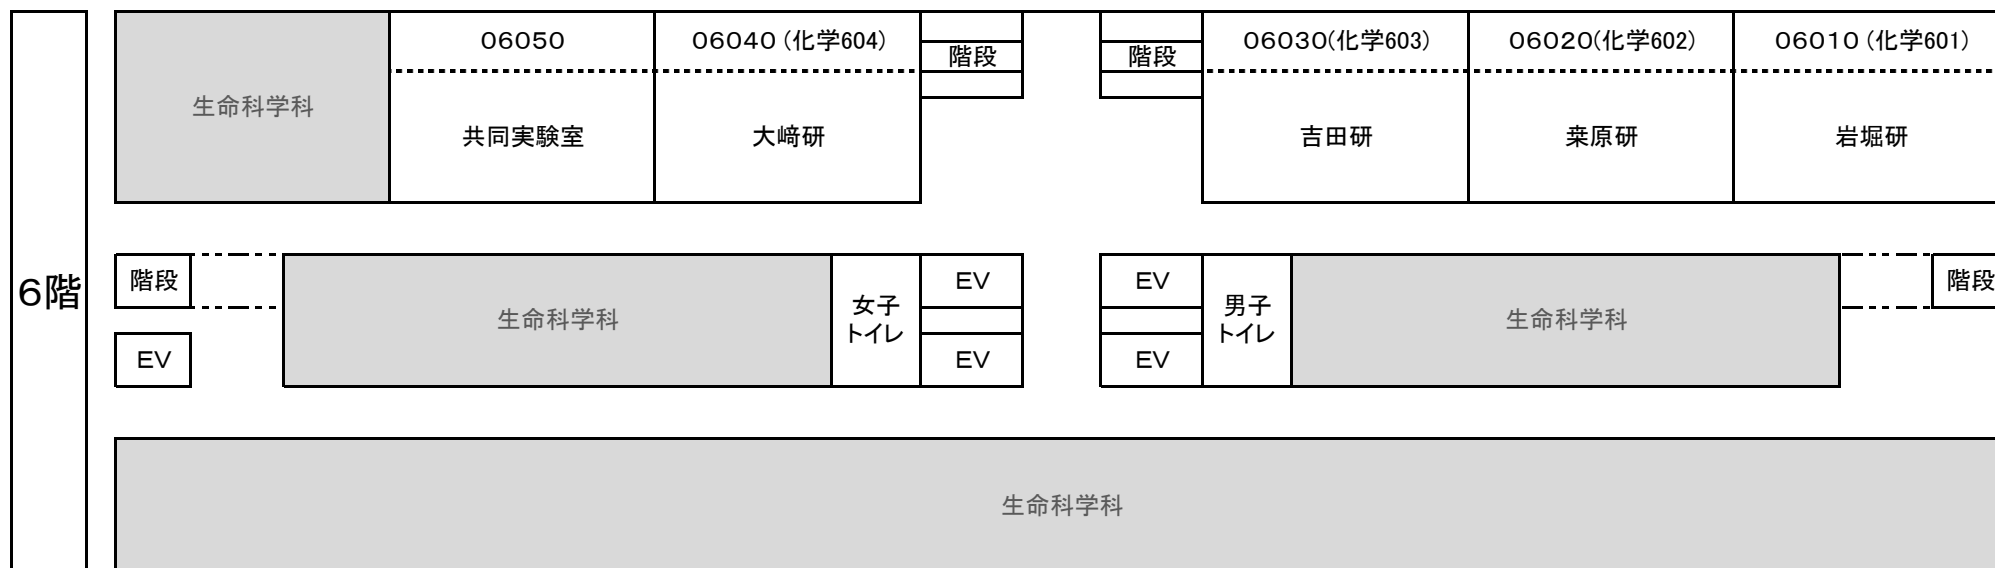 6階
生命科学科
06050
共同実験室
06040(化学604)
大﨑研
階段
階段
06030(化学603)
吉田研
06020(化学602)
桒原研
06010(化学601)
岩堀研
階段
EV
生命科学科
女子
トイレ
EV
EV
EV
EV
男子
トイレ
生命科学科
階段
生命科学科